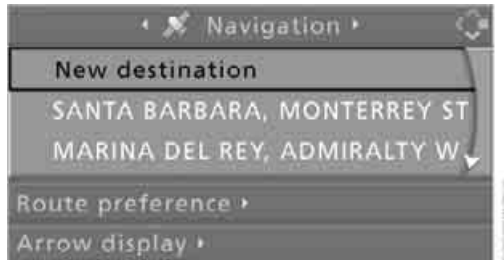 Navigation
New destination
SANTA BARBARA, MONTERREY ST
MARINA DEL REY, ADMIRALTY W
Route preference
Arrow display